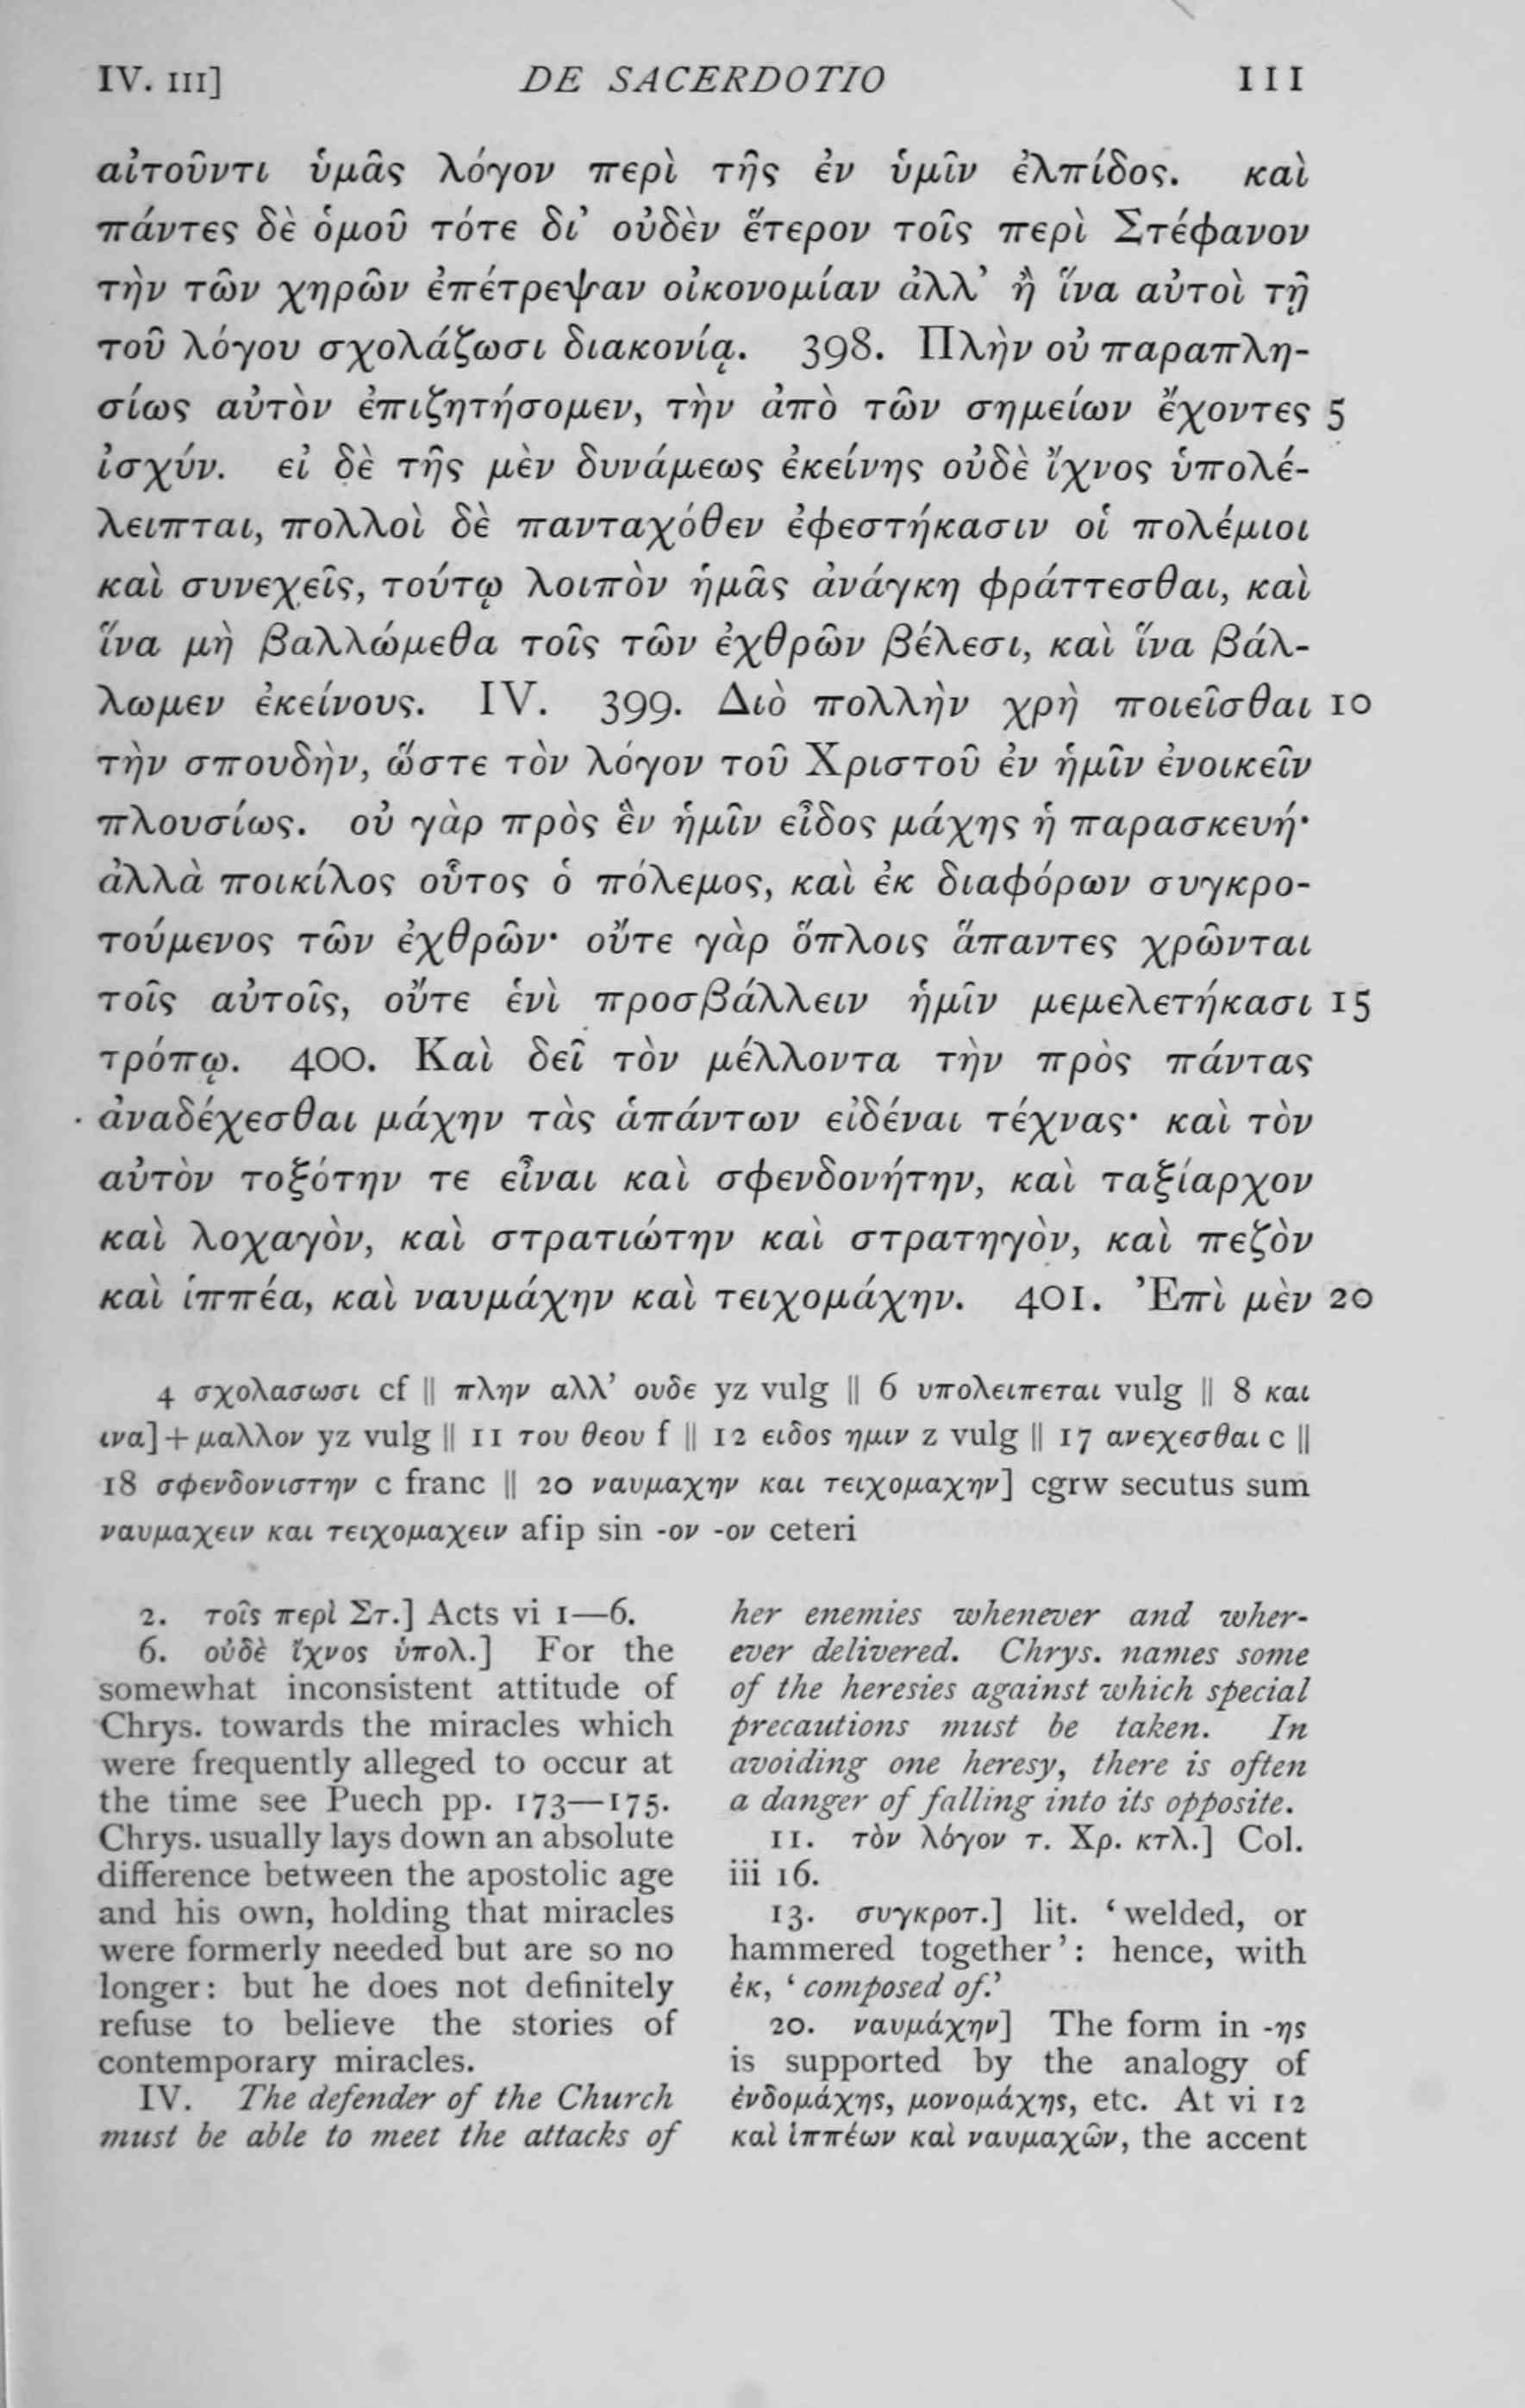 IV. III] DE SACERDOTIO 111
αἰτοῦντι ὑμᾶς λόγον περὶ τῆς ἐν ὑμῖν ἐλπίδος. καὶ
πάντες δὲ ὁμοῦ τότε δι’ οὐδὲν ἕτερον τοῖς περὶ Στέφανον
τὴν τῶν χηρῶν ἐπέτρεψαν οἰκονομίαν ἀλλ’ ἢ ἵνα αὐτοὶ τῇ
τοῦ λόγου σχολάζωσι διακονίᾳ. 398. Πλὴν οὐ παραπλη-
σίως αὐτὸν ἐπιζητήσομεν, τὴν ἀπὸ τῶν σημείων ἔχοντες 5
ἰσχύν. εἰ δὲ τῆς μὲν δυνάμεως ἐκείνης οὐδὲ ἴχνος ὑπολέ-
λειπται, πολλοὶ δὲ πανταχόθεν ἐφεστήκασιν οἱ πολέμιοι
καὶ συνεχεῖς, τούτῳ λοιπὸν ἡμᾶς ἀνάγκη φράττεσθαι, καὶ
ἵνα μὴ βαλλώμεθα τοῖς τῶν ἐχθρῶν βέλεσι, καὶ ἵνα βάλ-
λωμεν ἐκείνους. IV. 399. Διὸ πολλὴν χρὴ ποιεῖσθαι 10
τὴν σπουδὴν, ὥστε τὸν λόγον τοῦ Χριστοῦ ἐν ἡμῖν ἐνοικεῖν
πλουσίως. οὐ γὰρ πρὸς ἓν ἡμῖν εἶδος μάχης ἡ παρασκευή·
ἀλλὰ ποικίλος οὗτος ὁ πόλεμος, καὶ ἐκ διαφόρων συγκρο-
τούμενος τῶν ἐχθρῶν· οὔτε γὰρ ὅπλοις ἅπαντες χρῶνται
τοῖς αὐτοῖς, οὔτε ἑνὶ προσβάλλειν ἡμῖν μεμελετήκασι 15
τρόπῳ. 400. Καὶ δεῖ τὸν μέλλοντα τὴν πρὸς πάντας
ἀναδέχεσθαι μάχην τὰς ἁπάντων εἰδέναι τέχνας· καὶ τὸν
αὐτὸν τοξότην τε εἶναι καὶ σφενδονήτην, καὶ ταξίαρχον
καὶ λοχαγὸν, καὶ στρατιώτην καὶ στρατηγὸν, καὶ πεζὸν
καὶ ἱππέα, καὶ ναυμάχην καὶ τειχομάχην. 401. Ἐπὶ μὲν 20
4 σχολασωσι cf || πλην αλλ’ ουδε yz vulg || 6 υπολειπεται vulg || 8 και
ινα]+μαλλον yz vulg || 11 του θεου f || 12 ειδος ημιν z vulg || 17 ανεχεσθαι c ||
18 σφενδονιστην c franc || 20 ναυμαχην και τειχομαχην] cgrw secutus sum
ναυμαχειν και τειχομαχειν afip sin -ον -ον ceteri
2. τοῖς περὶ Στ.] Acts vi 1—6.
6. οὐδὲ ἴχνος ὑπολ.] For the
somewhat inconsistent attitude of
Chrys. towards the miracles which
were frequently alleged to occur at
the time see Puech pp. 173—175.
Chrys. usually lays down an absolute
difference between the apostolic age
and his own, holding that miracles
were formerly needed but are so no
longer: but he does not definitely
refuse to believe the stories of
contemporary miracles.
IV. The defender of the Church
must be able to meet the attacks of
her enemies whenever and wher-
ever delivered. Chrys. names some
of the heresies against which special
precautions must be taken. In
avoiding one heresy, there is often
a danger of falling into its opposite.
11. τὸν λόγον τ. Χρ. κτλ.] Col.
iii 16.
13. συγκροτ.] lit. ‘welded, or
hammered together’: hence, with
ἐκ, ‘composed of.’
20. ναυμάχην] The form in -ης
is supported by the analogy of
ἐνδομάχης, μονομάχης, etc. At vi 12
καὶ ἱππέων καὶ ναυμαχῶν, the accent